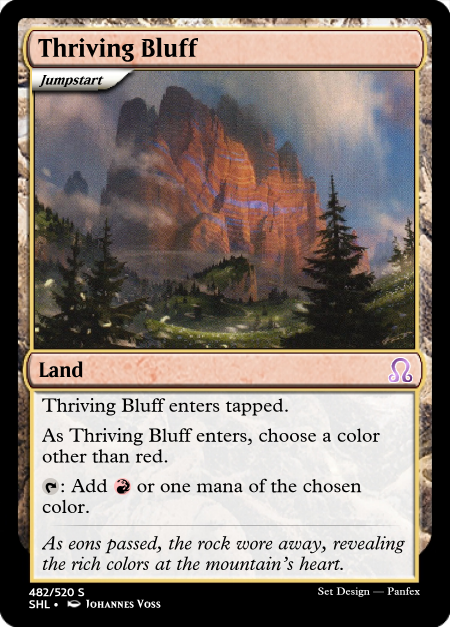 Thriving Bluff
Jumpstart
Land
Thriving Bluff enters tapped.
As Thriving Bluff enters, choose a color
other than red.
: Add or one mana of the chosen
color.
As eons passed, the rock wore away, revealing
the rich colors at the mountain's heart.
482/520 S
Set Design — Panfex
SHL • Johannes Voss